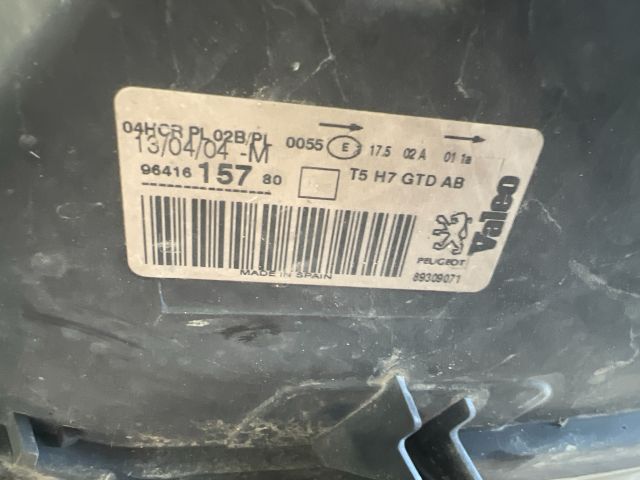 04HCR PL 02B/PL 0055 E 17.5 02 A 01 1a
13/04/04 -M
96416 157 80 T5 H7 GTD AB
Valeo
PEUGEOT
MADE IN SPAIN
89309071